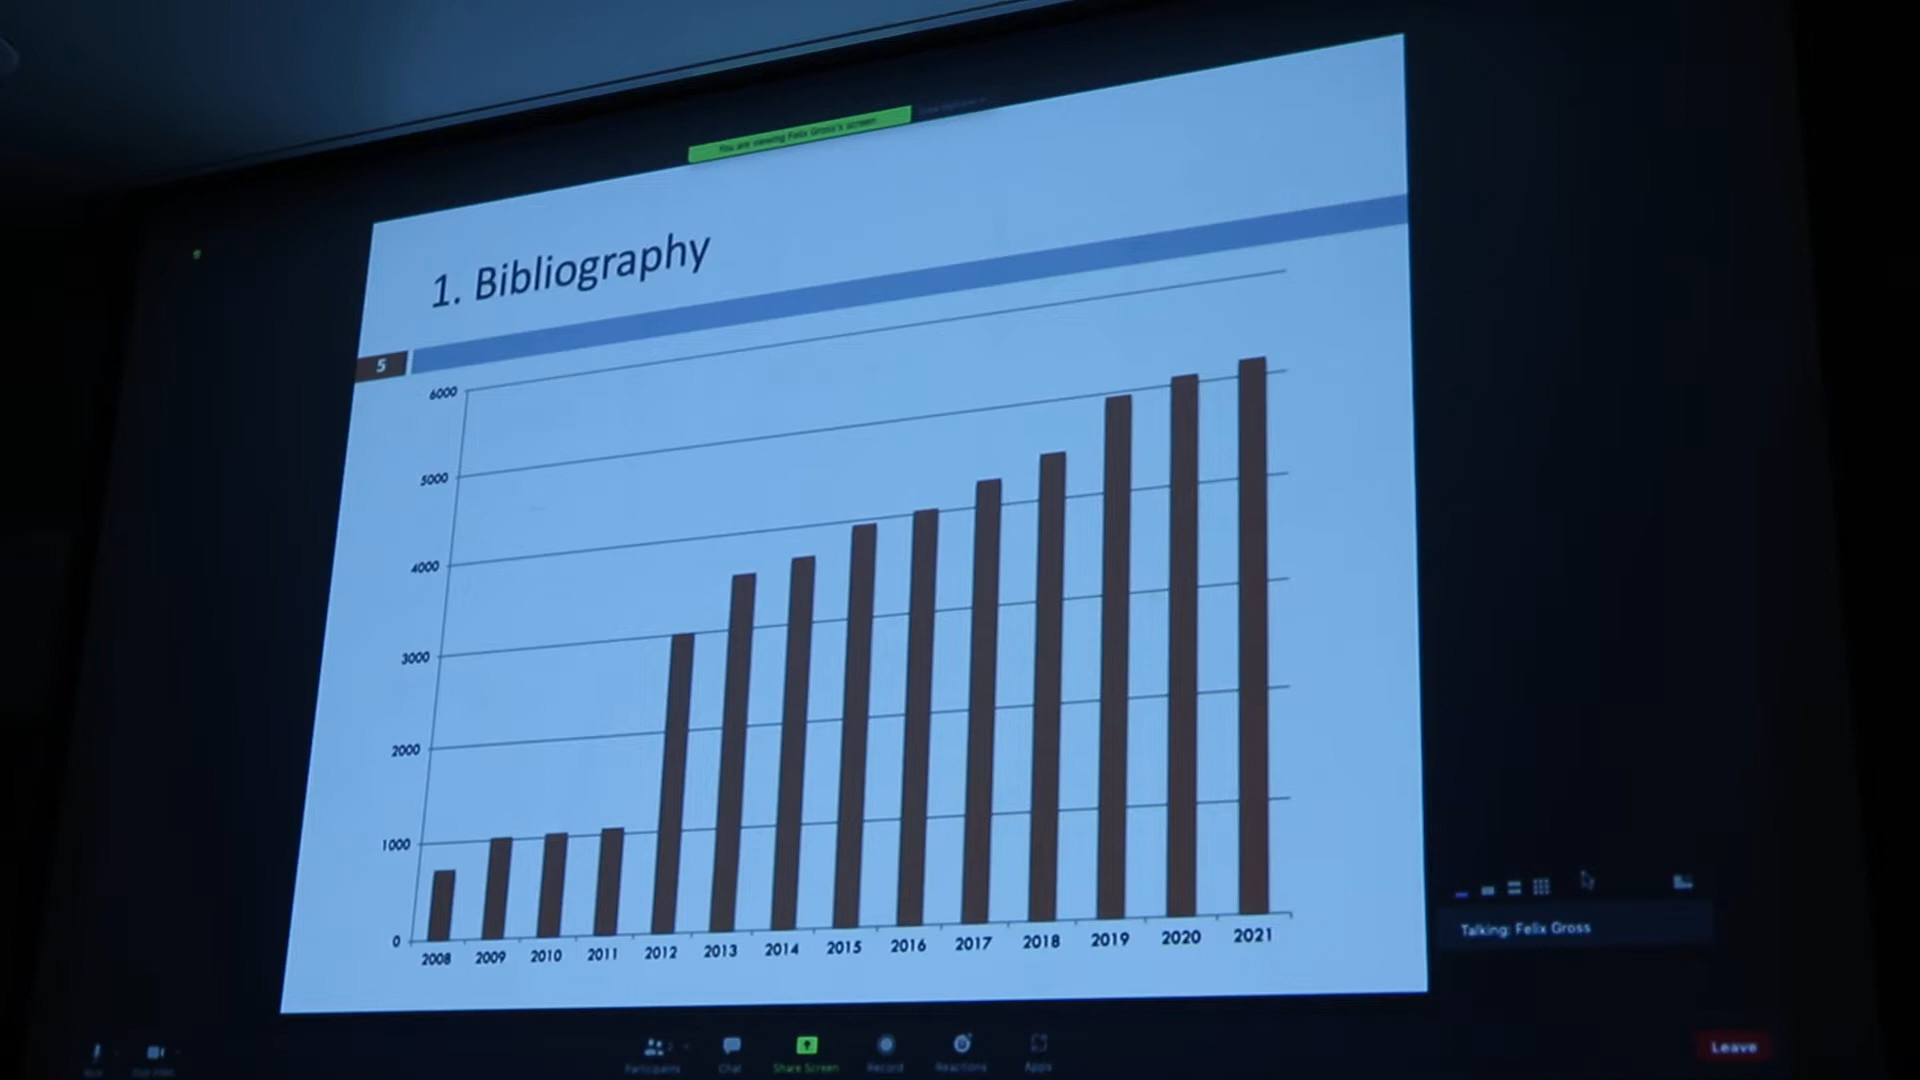 You are viewing Felix Gross's screen
1. Bibliography
5
6000
5000
4000
3000
2000
1000
0
2008 2009 2010 2011 2012 2013 2014 2015 2016 2017 2018 2019 2020 2021
Talking: Felix Gross
Participants Chat Share Screen Record Reactions Apps
Leave